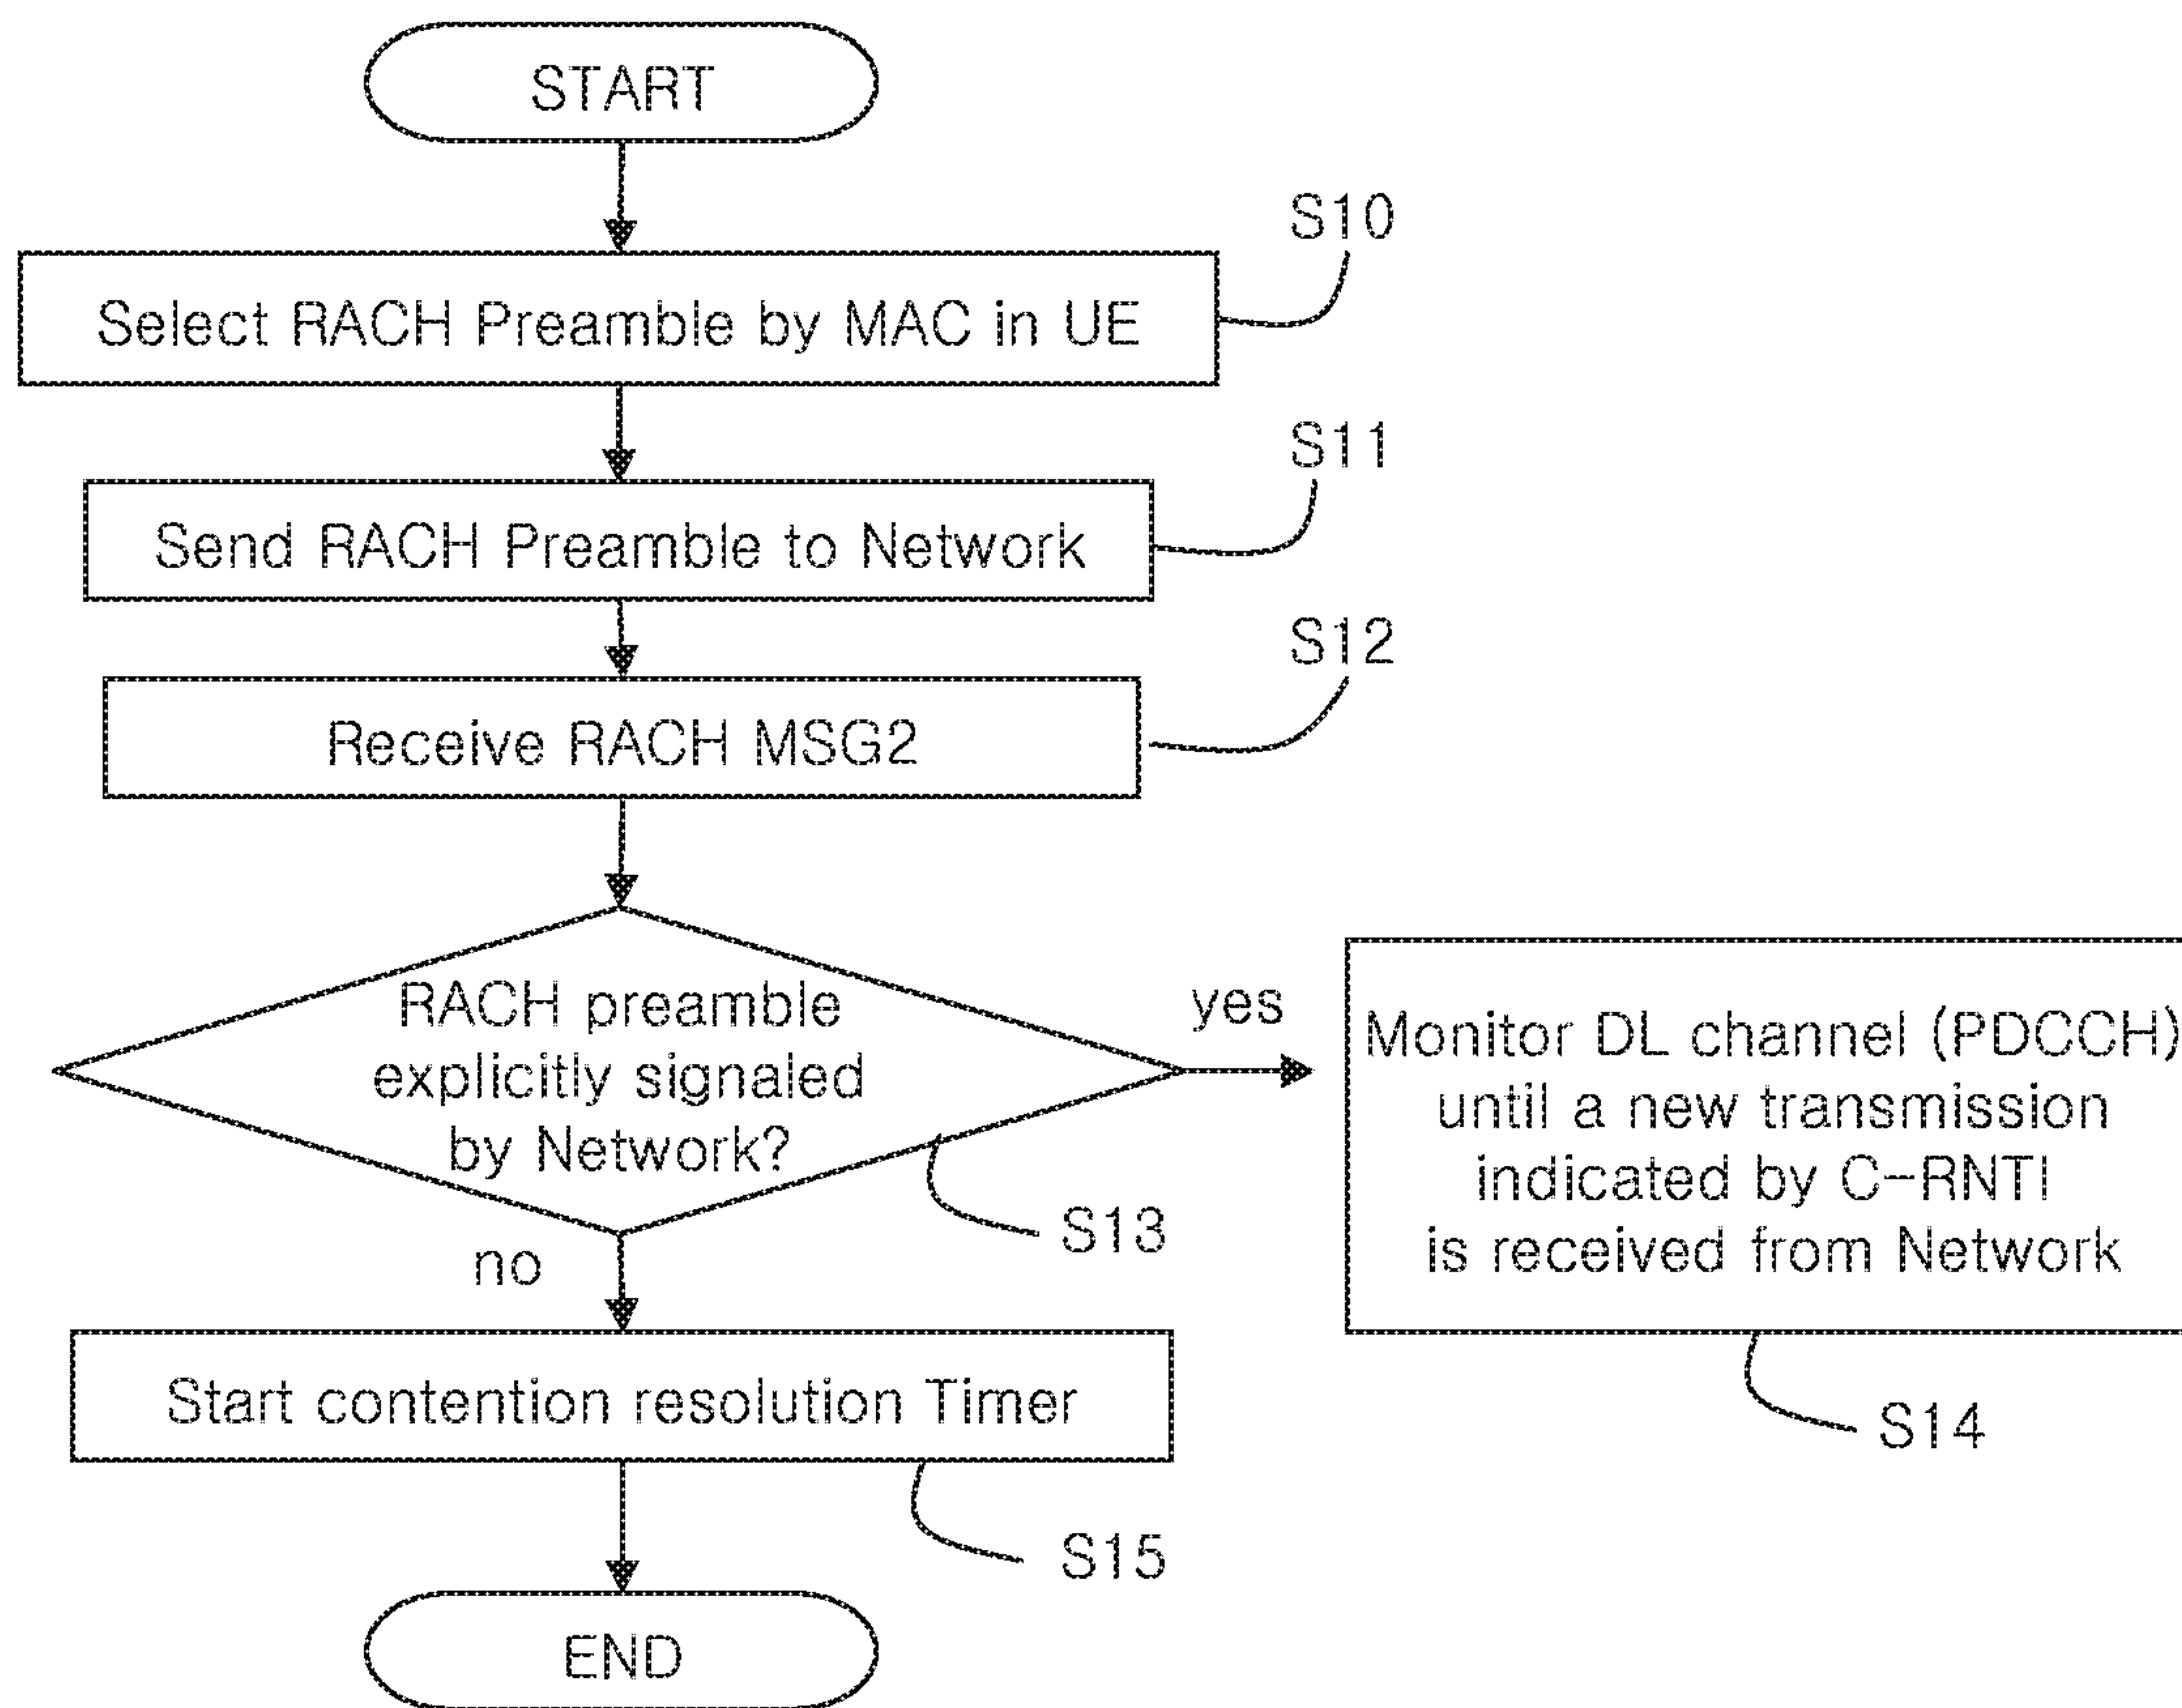 START
S10
Select RACH Preamble by MAC in UE
S11
Send RACH Preamble to Network
S12
Receive RACH MSG2
RACH preamble
explicitly signaled
by Network?
yes
Monitor DL channel (PDCCH)
until a new transmission
indicated by C-RNTI
is received from Network
S13
no
Start contention resolution Timer
S14
S15
END